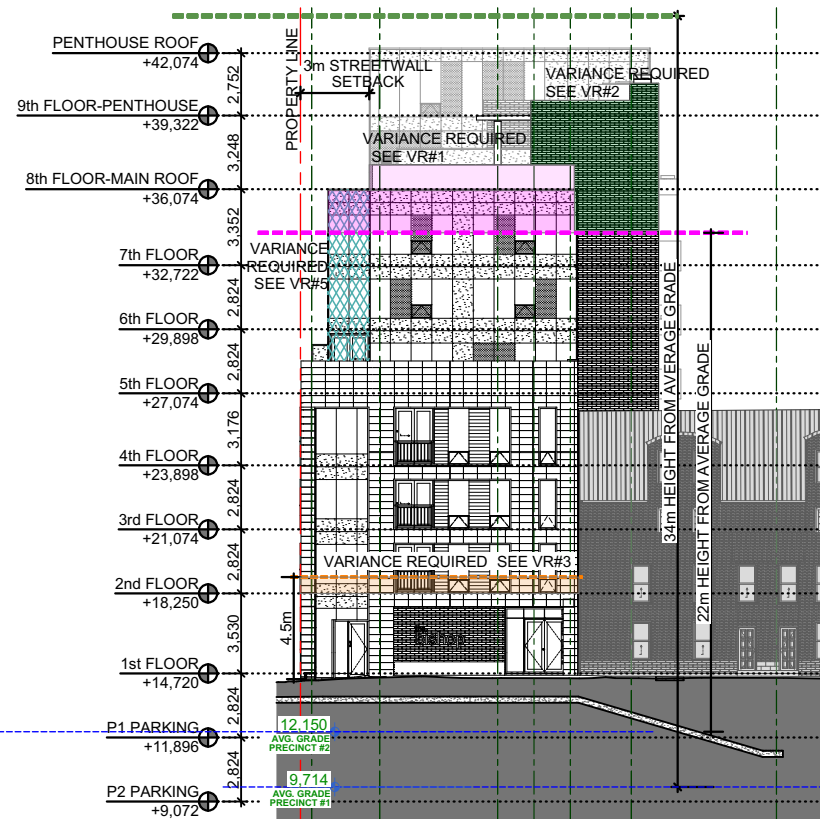 PENTHOUSE ROOF
+42,074
2,752
9th FLOOR-PENTHOUSE
+39,322
3,248
8th FLOOR-MAIN ROOF
+36,074
3,352
7th FLOOR
+32,722
2,824
6th FLOOR
+29,898
2,824
5th FLOOR
+27,074
3,176
4th FLOOR
+23,898
2,824
3rd FLOOR
+21,074
2,824
2nd FLOOR
+18,250
3,530
1st FLOOR
+14,720
2,824
P1 PARKING
+11,896
2,824
P2 PARKING
+9,072
PROPERTY LINE
3m STREETWALL
SETBACK
VARIANCE REQUIRED
SEE VR#2
VARIANCE REQUIRED
SEE VR#1
VARIANCE
REQUIRED
SEE VR#5
VARIANCE REQUIRED SEE VR#3
4.5m
34m HEIGHT FROM AVERAGE GRADE
22m HEIGHT FROM AVERAGE GRADE
12,150
AVG. GRADE
PRECINCT #2
9,714
AVG. GRADE
PRECINCT #1